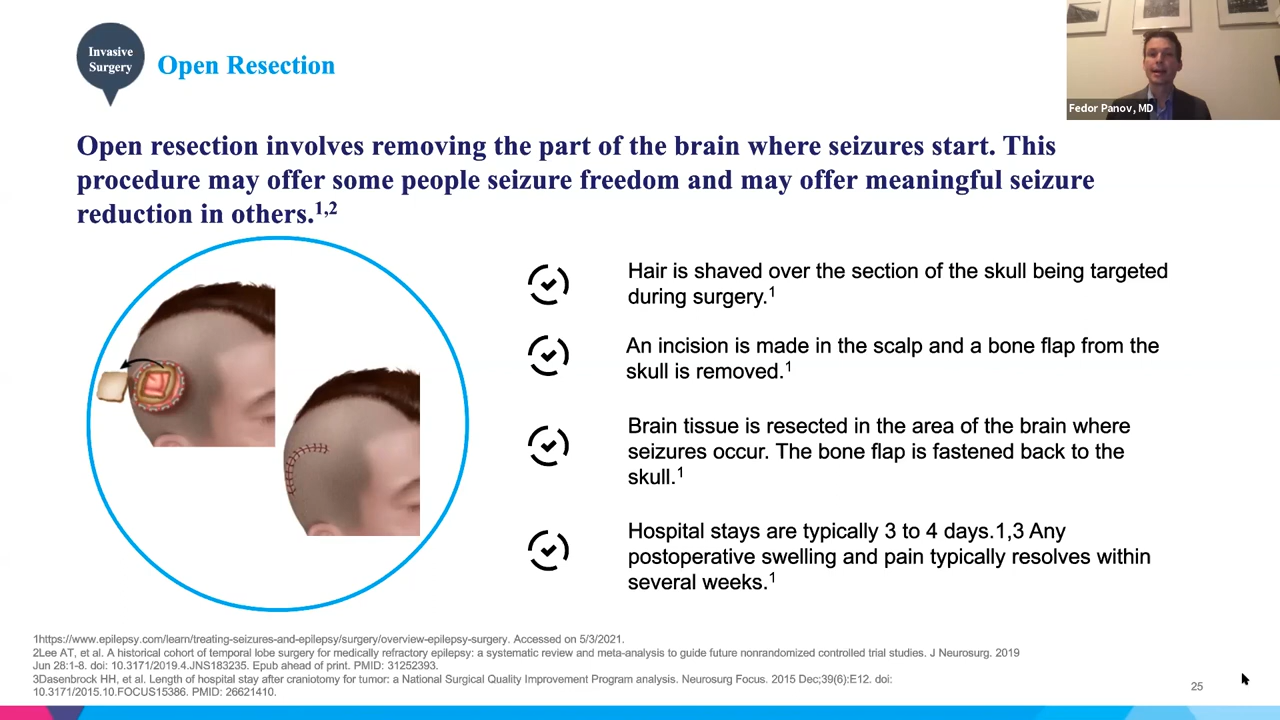 Invasive
Surgery
Open Resection
Fedor Panov, MD
Open resection involves removing the part of the brain where seizures start. This
procedure may offer some people seizure freedom and may offer meaningful seizure
reduction in others.1,2
Hair is shaved over the section of the skull being targeted
during surgery.1
An incision is made in the scalp and a bone flap from the
skull is removed.1
Brain tissue is resected in the area of the brain where
seizures occur. The bone flap is fastened back to the
skull.1
Hospital stays are typically 3 to 4 days.1,3 Any
postoperative swelling and pain typically resolves within
several weeks.1
1https://www.epilepsy.com/learn/treating-seizures-and-epilepsy/surgery/overview-epilepsy-surgery. Accessed on 5/3/2021.
2Lee AT, et al. A historical cohort of temporal lobe surgery for medically refractory epilepsy: a systematic review and meta-analysis to guide future nonrandomized controlled trial studies. J Neurosurg. 2019
Jun 28:1-8. doi: 10.3171/2019.4.JNS183235. Epub ahead of print. PMID: 31252393.
3Dasenbrock HH, et al. Length of hospital stay after craniotomy for tumor: a National Surgical Quality Improvement Program analysis. Neurosurg Focus. 2015 Dec;39(6):E12. doi:
10.3171/2015.10.FOCUS15386. PMID: 26621410.
25